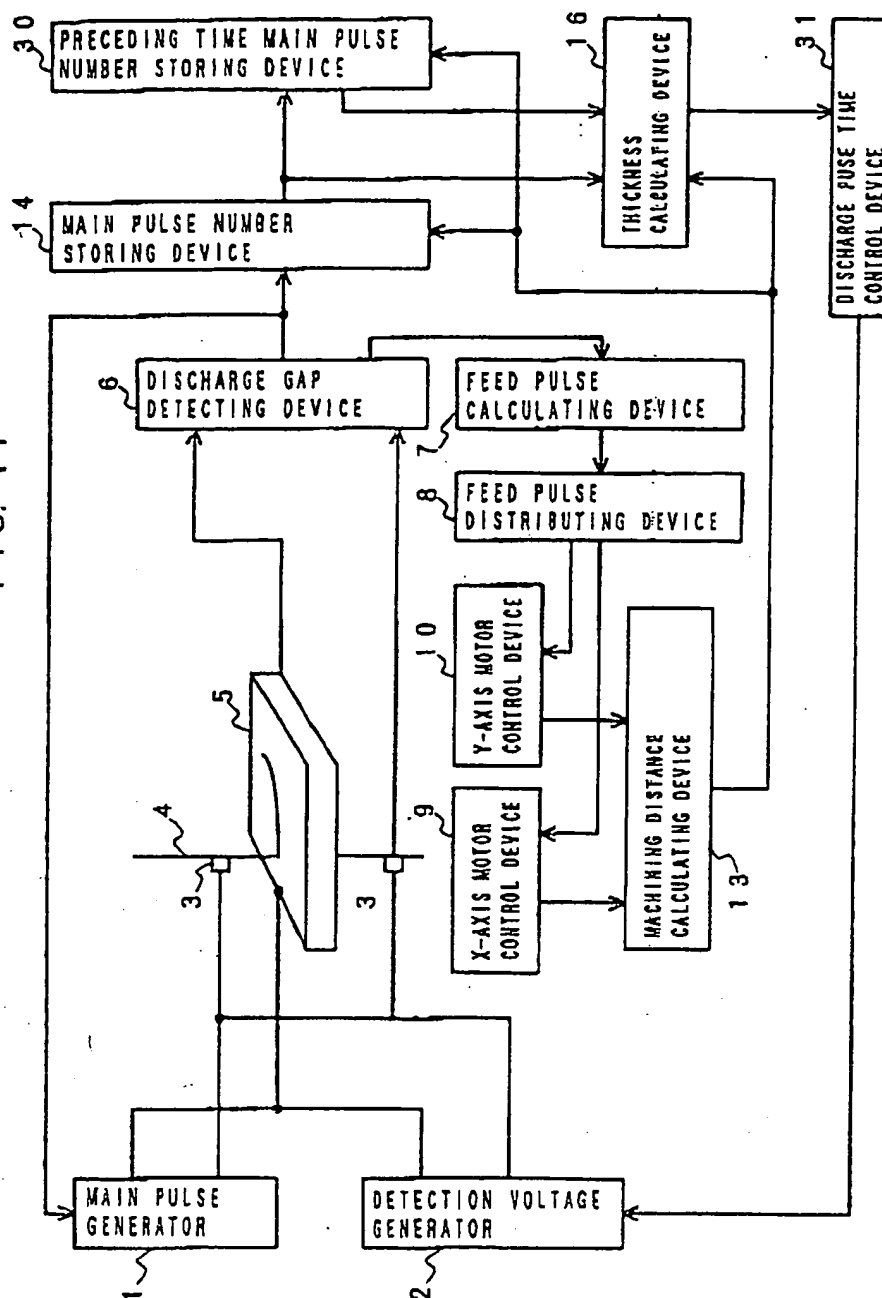 30
PRECEDING TIME MAIN PULSE
NUMBER STORING DEVICE
14
MAIN PULSE NUMBER
STORING DEVICE
16
THICKNESS
CALCULATING DEVICE
31
DISCHARGE PUSE TIME
CONTROL DEVICE
6
DISCHARGE GAP
DETECTING DEVICE
7
FEED PULSE
CALCULATING DEVICE
8
FEED PULSE
DISTRIBUTING DEVICE
10
Y-AXIS MOTOR
CONTROL DEVICE
9
X-AXIS MOTOR
CONTROL DEVICE
MACHINING DISTANCE
CALCULATING DEVICE
13
5
4
3
3
MAIN PULSE
GENERATOR
1
DETECTION VOLTAGE
GENERATOR
2